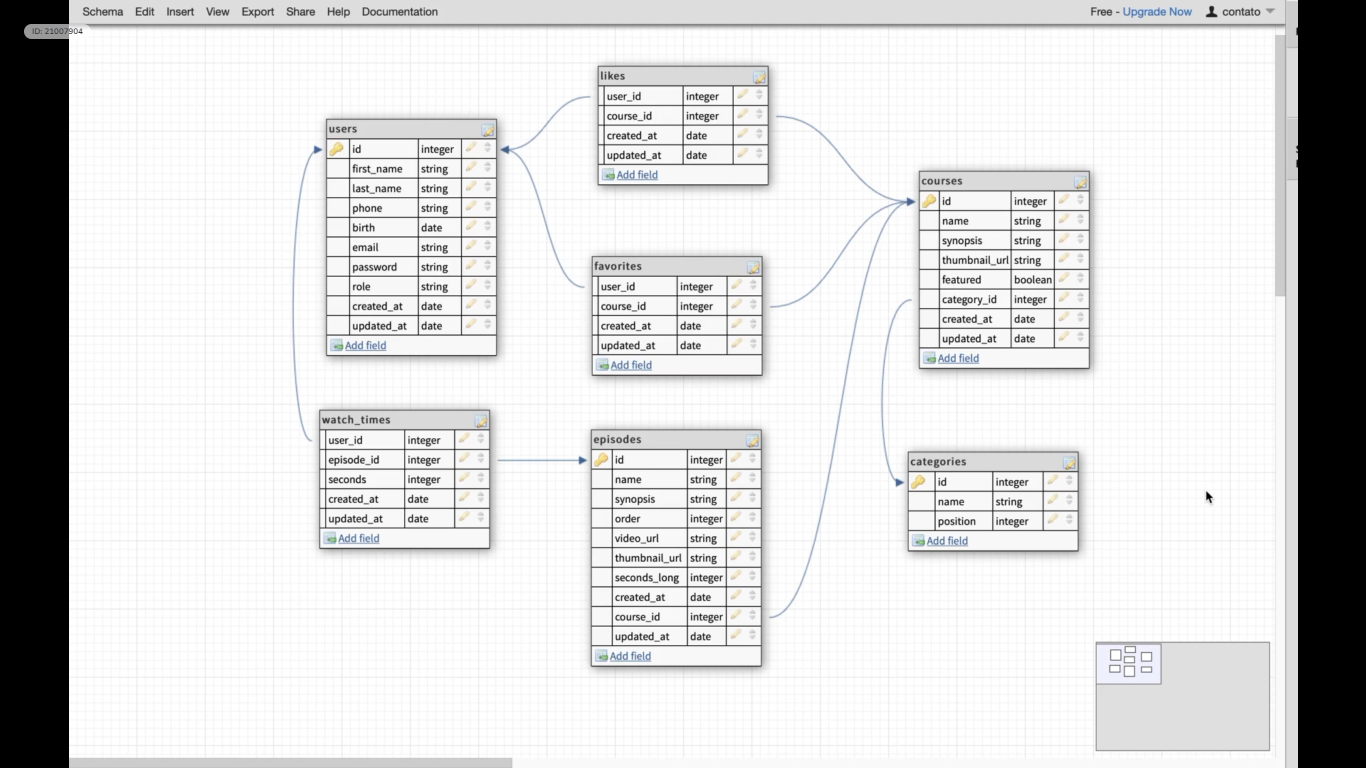 Schema Edit Insert View Export Share Help Documentation Free - Upgrade Now contato
ID: 21007904
likes
user_id integer
course_id integer
created_at date
updated_at date
Add field
users
id integer
first_name string
last_name string
phone string
birth date
email string
password string
role string
created_at date
updated_at date
Add field
courses
id integer
name string
synopsis string
thumbnail_url string
featured boolean
category_id integer
created_at date
updated_at date
Add field
favorites
user_id integer
course_id integer
created_at date
updated_at date
Add field
watch_times
user_id integer
episode_id integer
seconds integer
created_at date
updated_at date
Add field
episodes
id integer
name string
synopsis string
order integer
video_url string
thumbnail_url string
seconds_long integer
created_at date
course_id integer
updated_at date
Add field
categories
id integer
name string
position integer
Add field